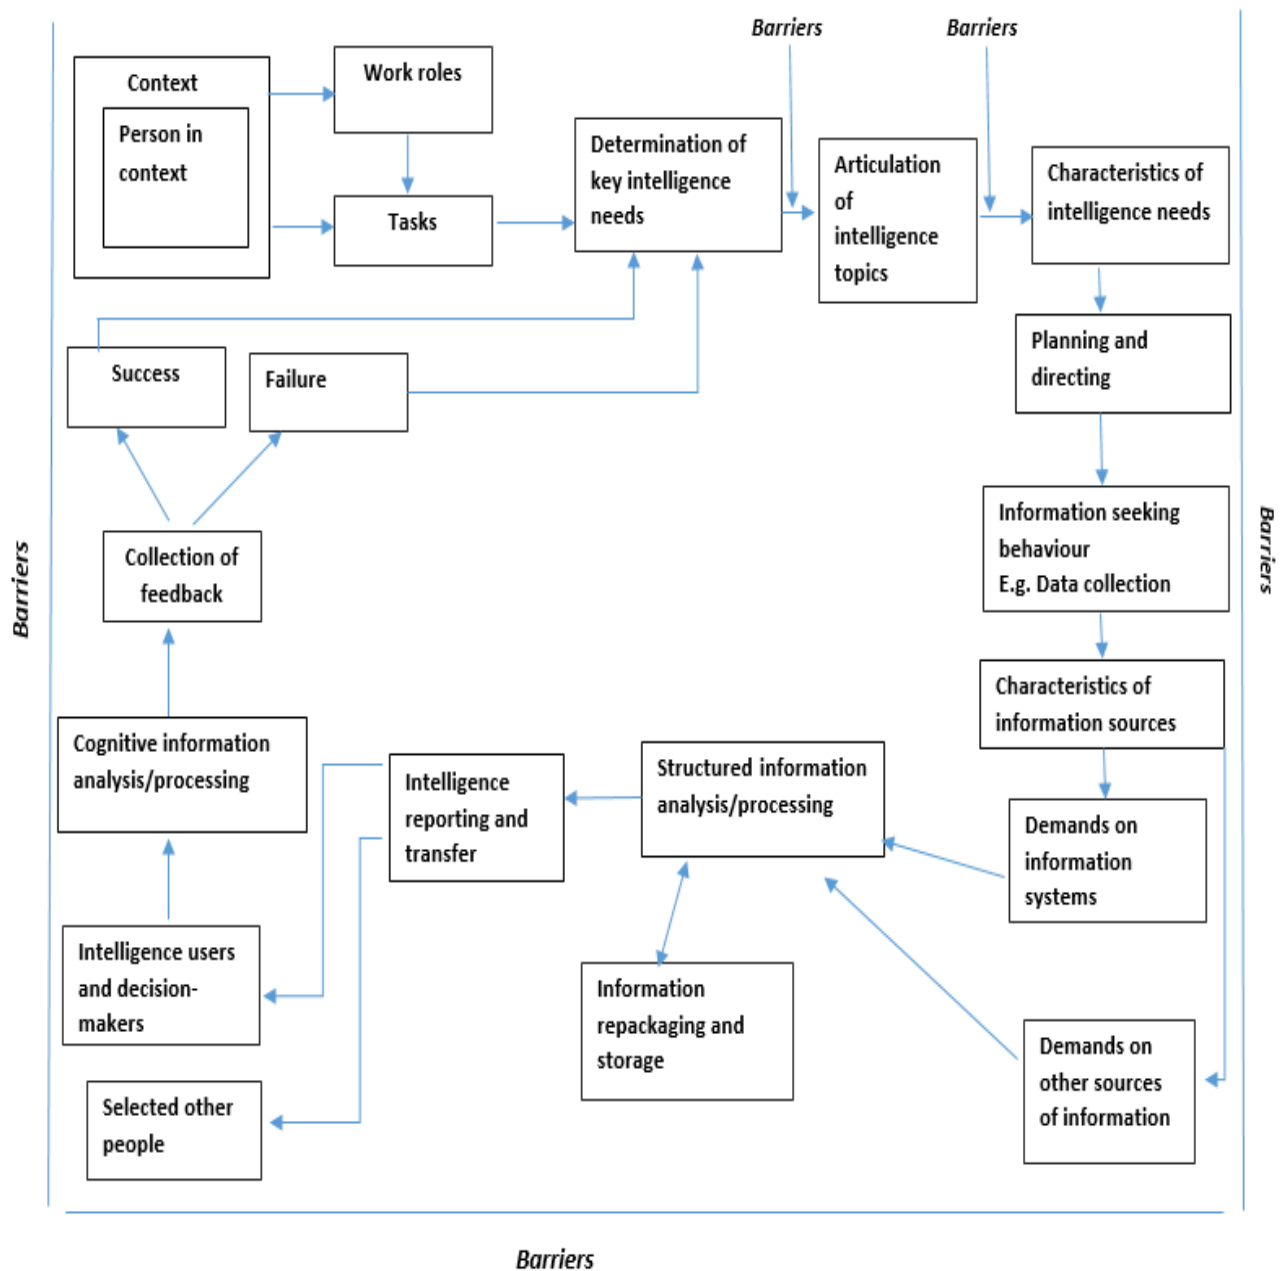 Barriers
Barriers
Context
Person in
context
Work roles
Tasks
Determination of
key intelligence
needs
Articulation
of
intelligence
topics
Characteristics of
intelligence needs
Planning and
directing
Success
Failure
Information seeking
behaviour
E.g. Data collection
Barriers
Barriers
Collection of
feedback
Characteristics of
information sources
Cognitive information
analysis/processing
Intelligence
reporting and
transfer
Structured information
analysis/processing
Demands on
information
systems
Intelligence users
and decision-
makers
Information
repackaging and
storage
Demands on
other sources
of information
Selected other
people
Barriers